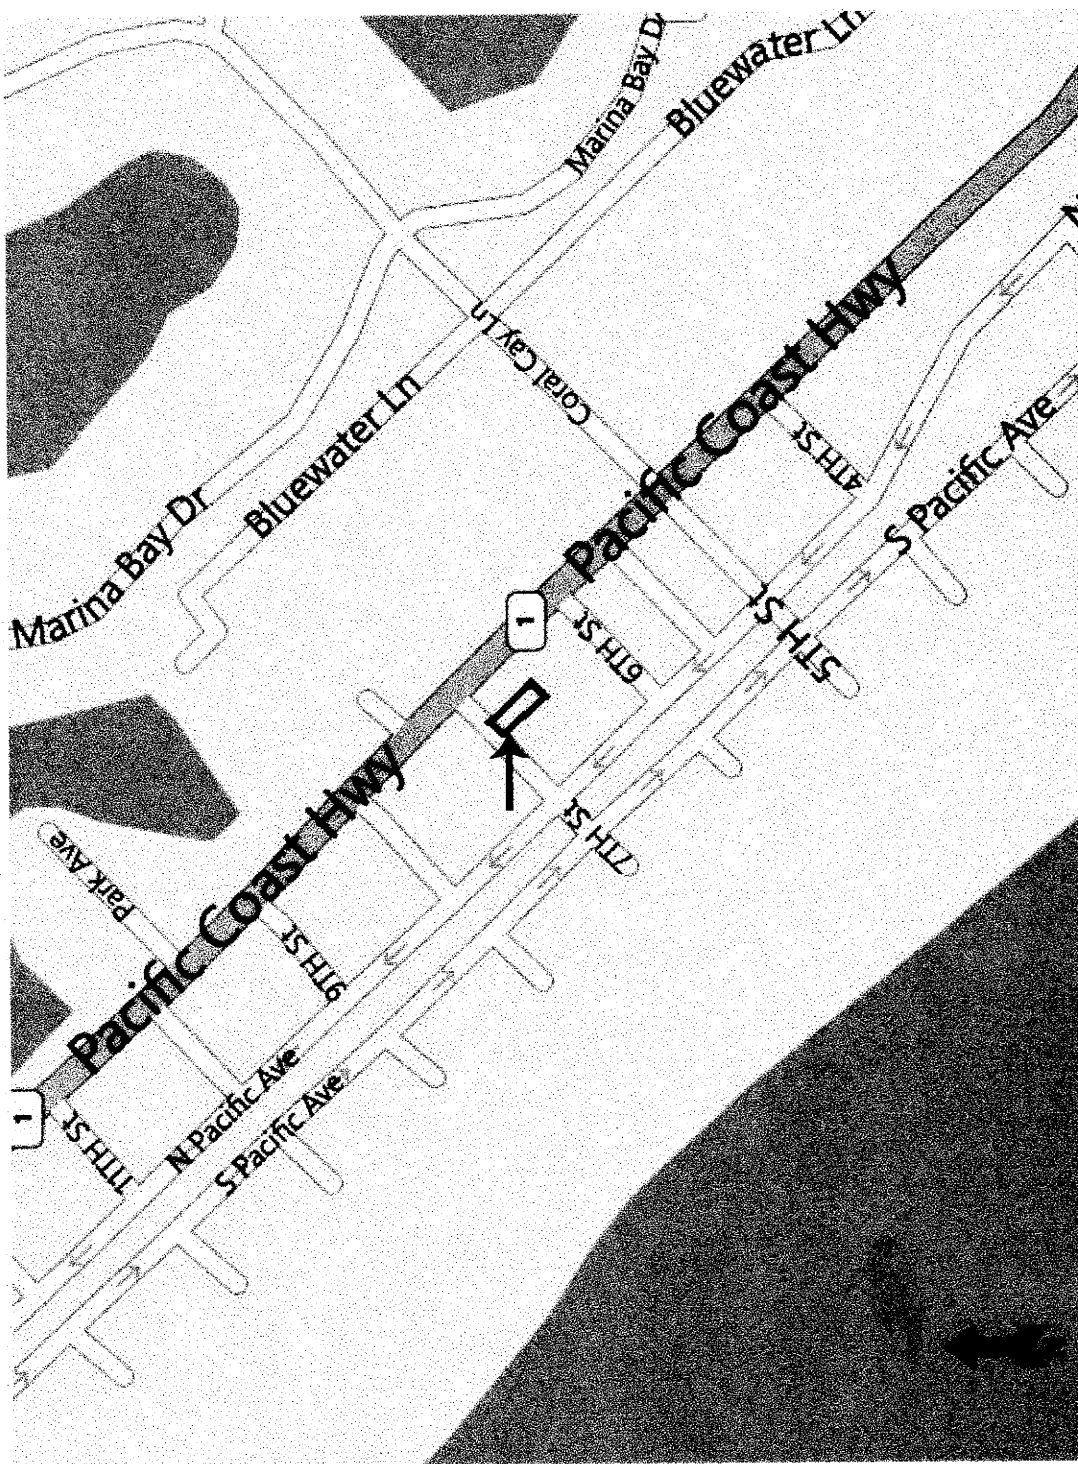 Marina Bay Dr
Bluewater Ln
Pacific Coast Hwy
Coral Cay Ln
Bluewater Ln
4TH St
Marina Bay Dr
S Pacific Ave
1
5TH St
6TH St
Pacific Coast Hwy
7TH St
Park Ave
9TH St
N Pacific Ave
S Pacific Ave
1
11TH St